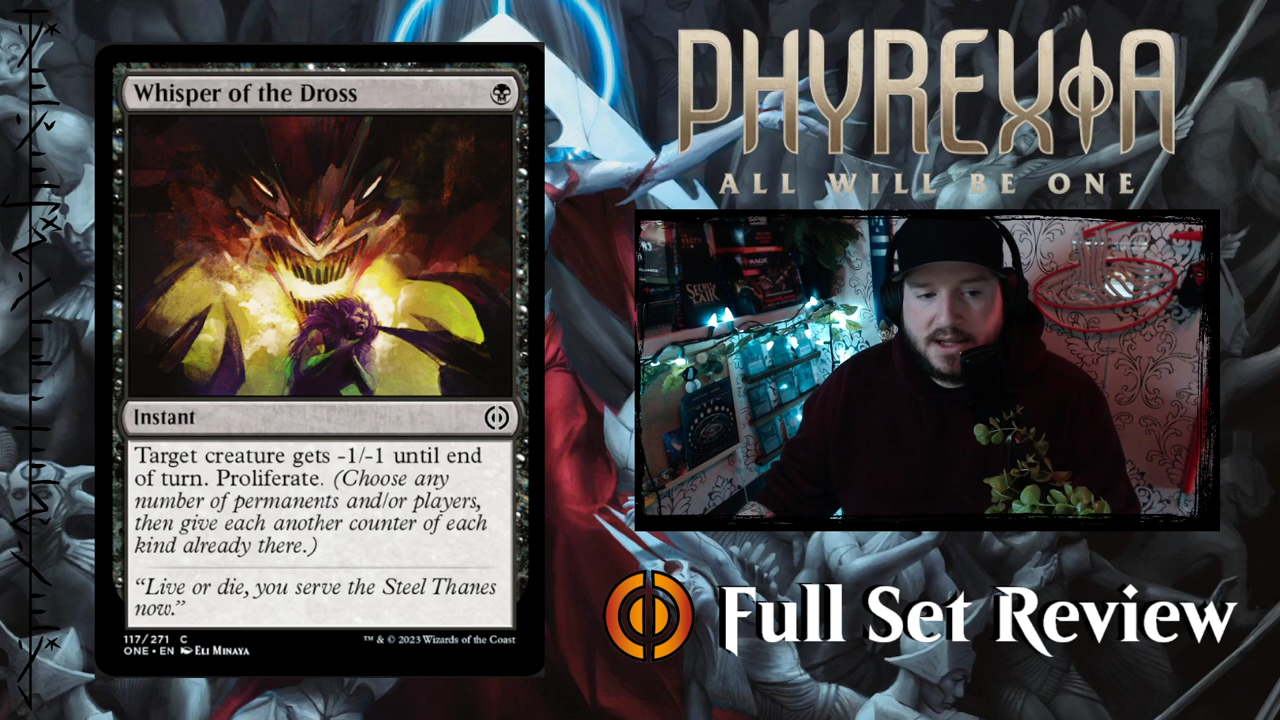 Whisper of the Dross
Instant
Target creature gets -1/-1 until end
of turn. Proliferate. (Choose any
number of permanents and/or players,
then give each another counter of each
kind already there.)
“Live or die, you serve the Steel Thanes
now.”
117/271 C
ONE • EN ELI MINAYA
™ & © 2023 Wizards of the Coast
PHYREXIA
ALL WILL BE ONE
SECRET
LAIR
Full Set Review